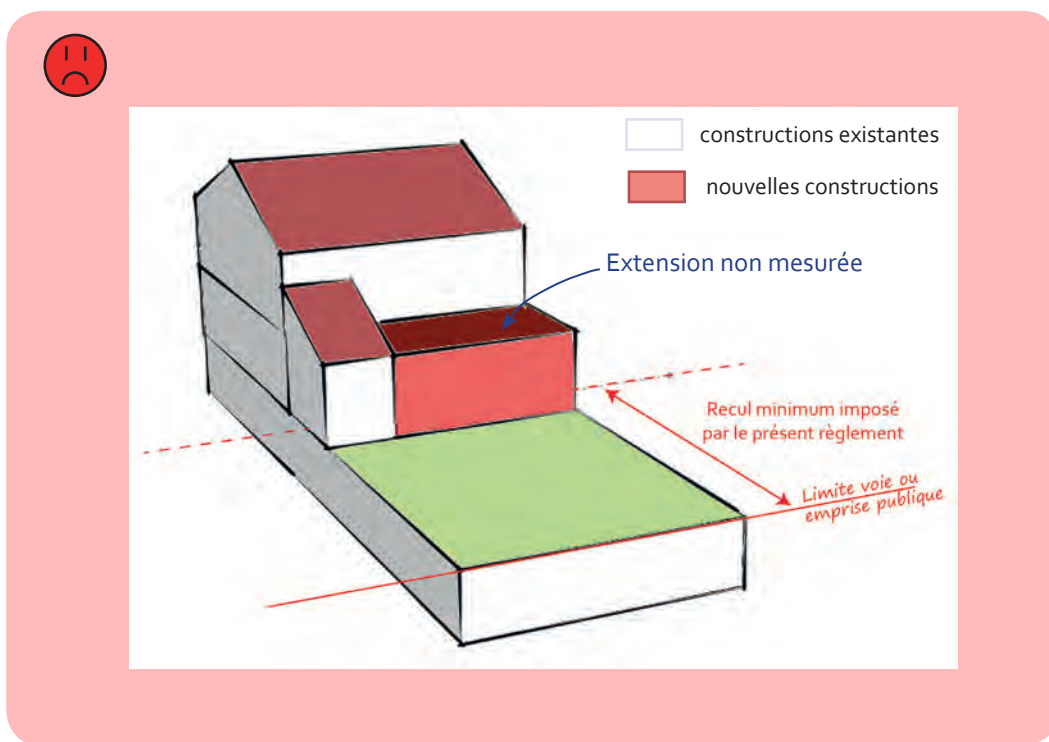 constructions existantes
nouvelles constructions
Extension non mesurée
Recul minimum imposé
par le présent règlement
Limite voie ou
emprise publique